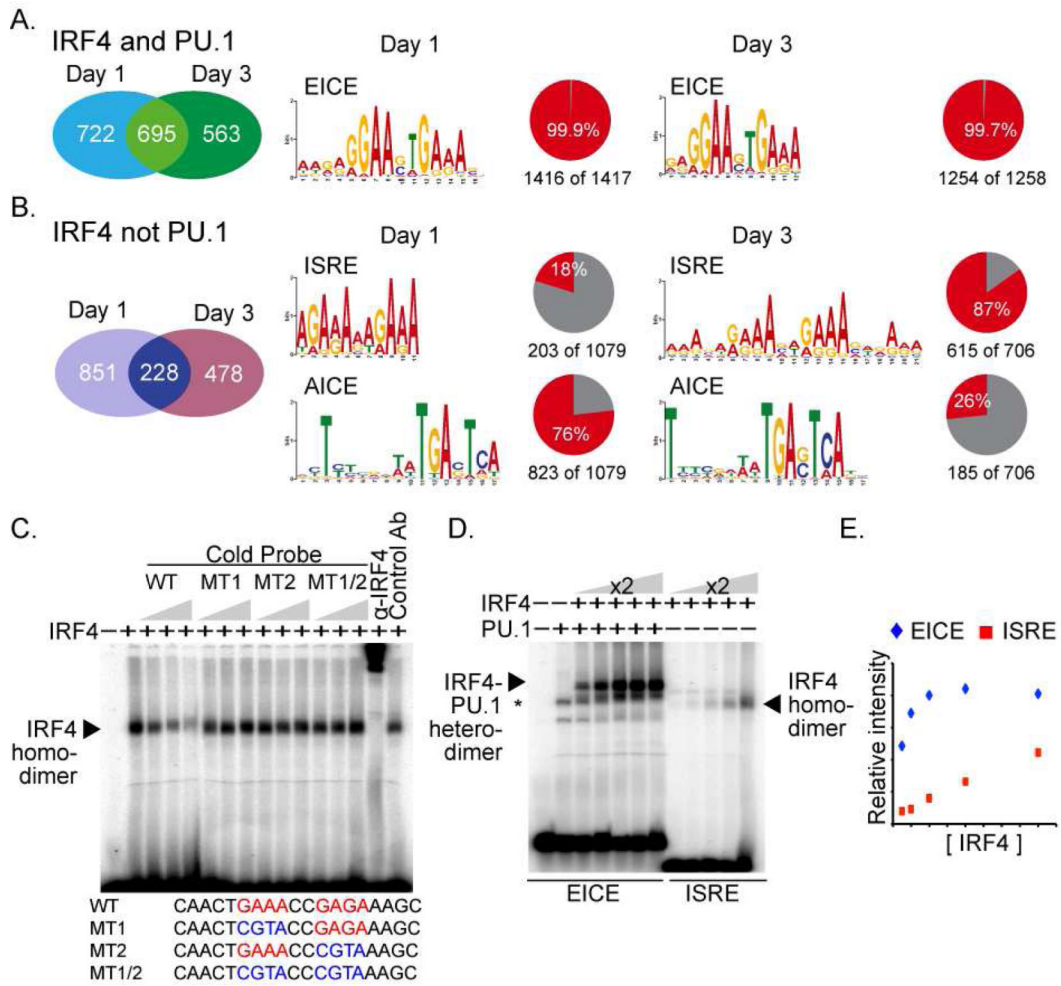 A.
IRF4 and PU.1
Day 1
Day 3
722 695 563
Day 1
EICE
99.9%
1416 of 1417
Day 3
EICE
99.7%
1254 of 1258
B.
IRF4 not PU.1
Day 1
Day 3
851 228 478
Day 1
ISRE
18%
203 of 1079
AICE
76%
823 of 1079
Day 3
ISRE
87%
615 of 706
AICE
26%
185 of 706
C.
Cold Probe
WT MT1 MT2 MT1/2
α-IRF4
Control Ab
IRF4 — + + + + + + + + + + + + + + +
IRF4
homo-
dimer
WT CAACTGAAACCGAGAAAGC
MT1 CAACTCGTACCGAGAAAGC
MT2 CAACTGAAACCCGTAAAGC
MT1/2 CAACTCGTACCCGTAAAGC
D.
x2 x2
IRF4 — — + + + + + + + + + +
PU.1 — + + + + + + — — — — —
IRF4-
PU.1 *
hetero-
dimer
IRF4
homo-
dimer
EICE ISRE
E.
EICE ISRE
Relative intensity
[ IRF4 ]